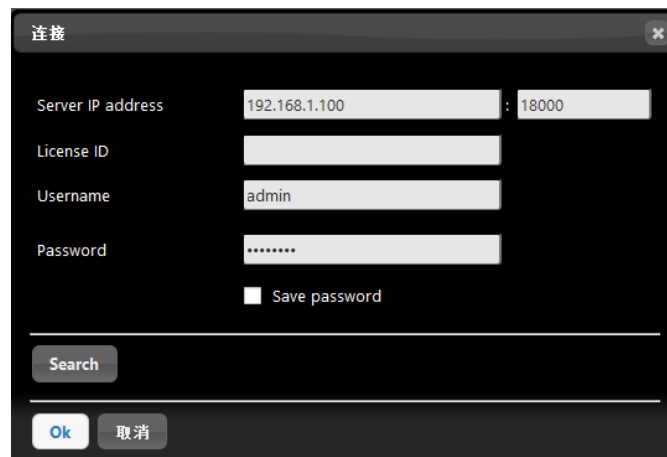 连接
Server IP address 192.168.1.100 : 18000
License ID
Username admin
Password ••••••••
Save password
Search
Ok 取消